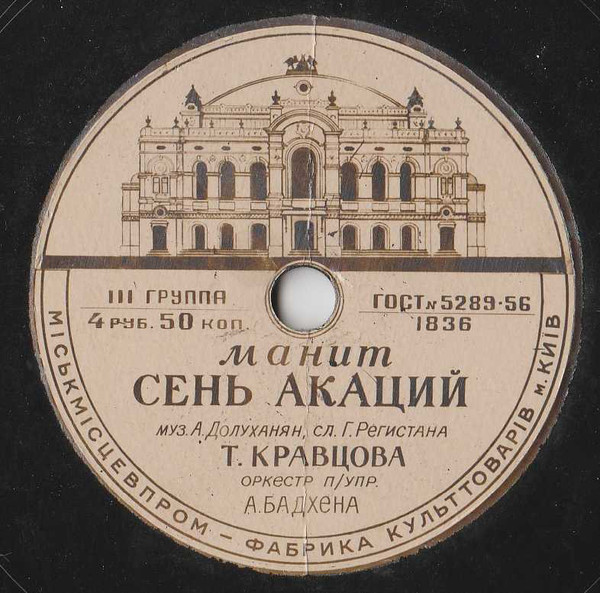 III ГРУППА
4 РУБ. 50 КОП.
ГОСТ № 5289-56
1836
манит
СЕНЬ АКАЦИЙ
МУЗ. А. ДОЛУХАНЯН, СЛ. Г. РЕГИСТАНА
Т. КРАВЦОВА
ОРКЕСТР П/УПР.
А. БАДХЕНА
МІСЬКМІСЦЕВПРОМ – ФАБРИКА КУЛЬТТОВАРІВ М. КИЇВ